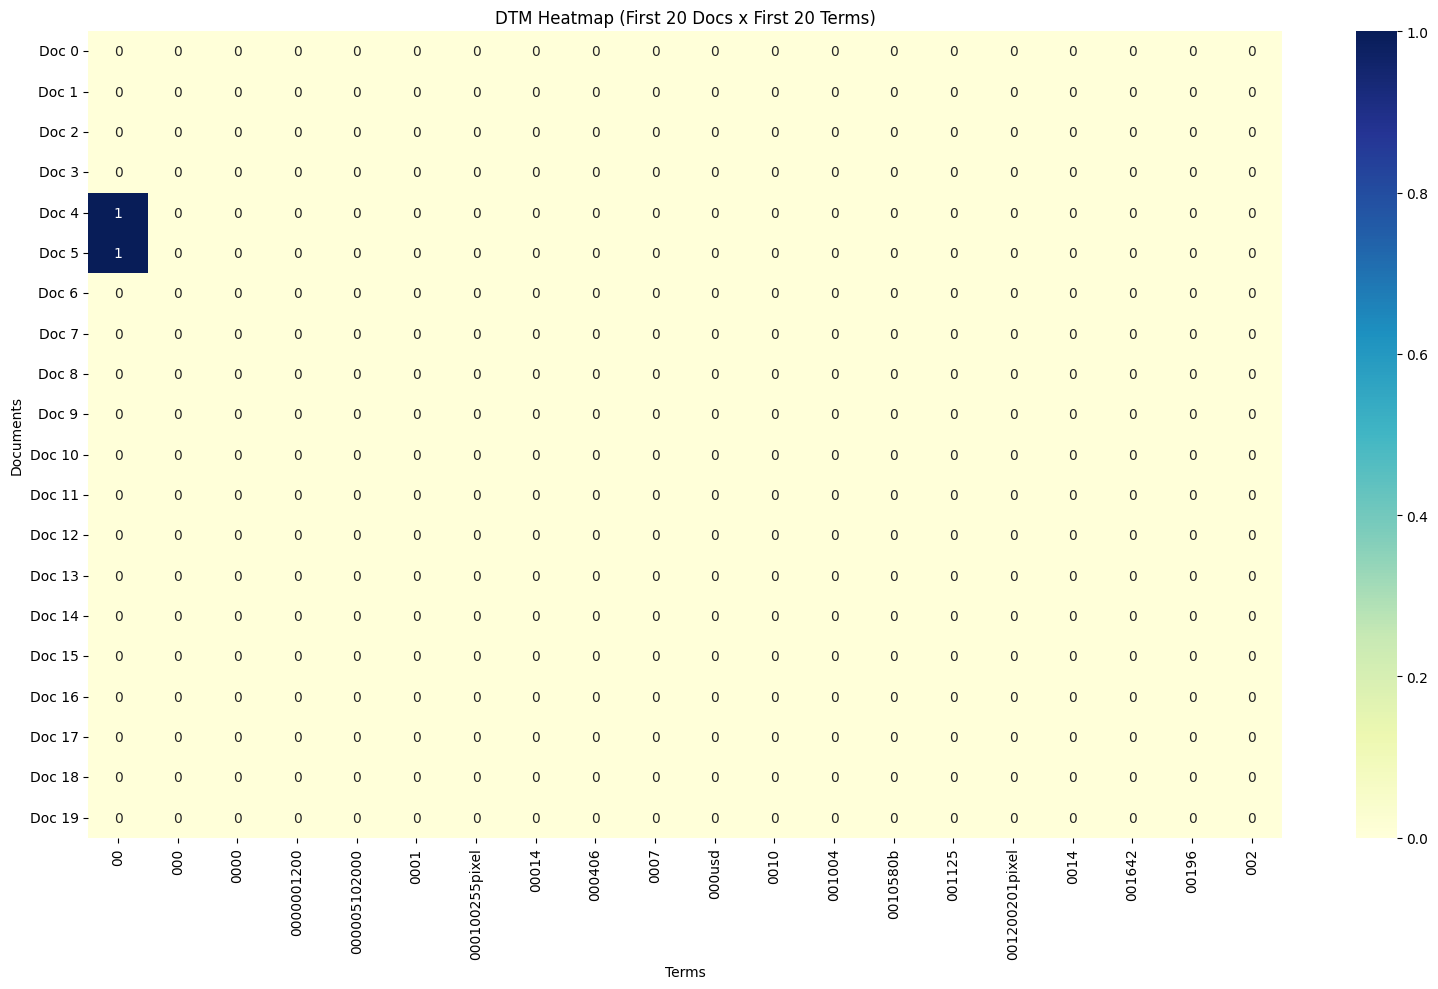 DTM Heatmap (First 20 Docs x First 20 Terms)
Doc 0 0 0 0 0 0 0 0 0 0 0 0 0 0 0 0 0 0 0 0 0
Doc 1 0 0 0 0 0 0 0 0 0 0 0 0 0 0 0 0 0 0 0 0
Doc 2 0 0 0 0 0 0 0 0 0 0 0 0 0 0 0 0 0 0 0 0
Doc 3 0 0 0 0 0 0 0 0 0 0 0 0 0 0 0 0 0 0 0 0
Doc 4 1 0 0 0 0 0 0 0 0 0 0 0 0 0 0 0 0 0 0 0
Doc 5 1 0 0 0 0 0 0 0 0 0 0 0 0 0 0 0 0 0 0 0
Doc 6 0 0 0 0 0 0 0 0 0 0 0 0 0 0 0 0 0 0 0 0
Doc 7 0 0 0 0 0 0 0 0 0 0 0 0 0 0 0 0 0 0 0 0
Doc 8 0 0 0 0 0 0 0 0 0 0 0 0 0 0 0 0 0 0 0 0
Doc 9 0 0 0 0 0 0 0 0 0 0 0 0 0 0 0 0 0 0 0 0
Doc 10 0 0 0 0 0 0 0 0 0 0 0 0 0 0 0 0 0 0 0 0
Doc 11 0 0 0 0 0 0 0 0 0 0 0 0 0 0 0 0 0 0 0 0
Doc 12 0 0 0 0 0 0 0 0 0 0 0 0 0 0 0 0 0 0 0 0
Doc 13 0 0 0 0 0 0 0 0 0 0 0 0 0 0 0 0 0 0 0 0
Doc 14 0 0 0 0 0 0 0 0 0 0 0 0 0 0 0 0 0 0 0 0
Doc 15 0 0 0 0 0 0 0 0 0 0 0 0 0 0 0 0 0 0 0 0
Doc 16 0 0 0 0 0 0 0 0 0 0 0 0 0 0 0 0 0 0 0 0
Doc 17 0 0 0 0 0 0 0 0 0 0 0 0 0 0 0 0 0 0 0 0
Doc 18 0 0 0 0 0 0 0 0 0 0 0 0 0 0 0 0 0 0 0 0
Doc 19 0 0 0 0 0 0 0 0 0 0 0 0 0 0 0 0 0 0 0 0
Documents
00
000
0000
0000001200
000005102000
0001
000100255pixel
00014
000406
0007
000usd
0010
001004
0010580b
001125
001200201pixel
0014
001642
00196
002
Terms
1.0
0.8
0.6
0.4
0.2
0.0